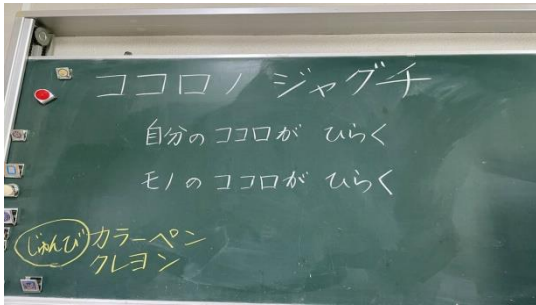 ココロノ ジャグチ
自分のココロが ひらく
モノのココロが ひらく
じゅんび カラーペン
クレヨン